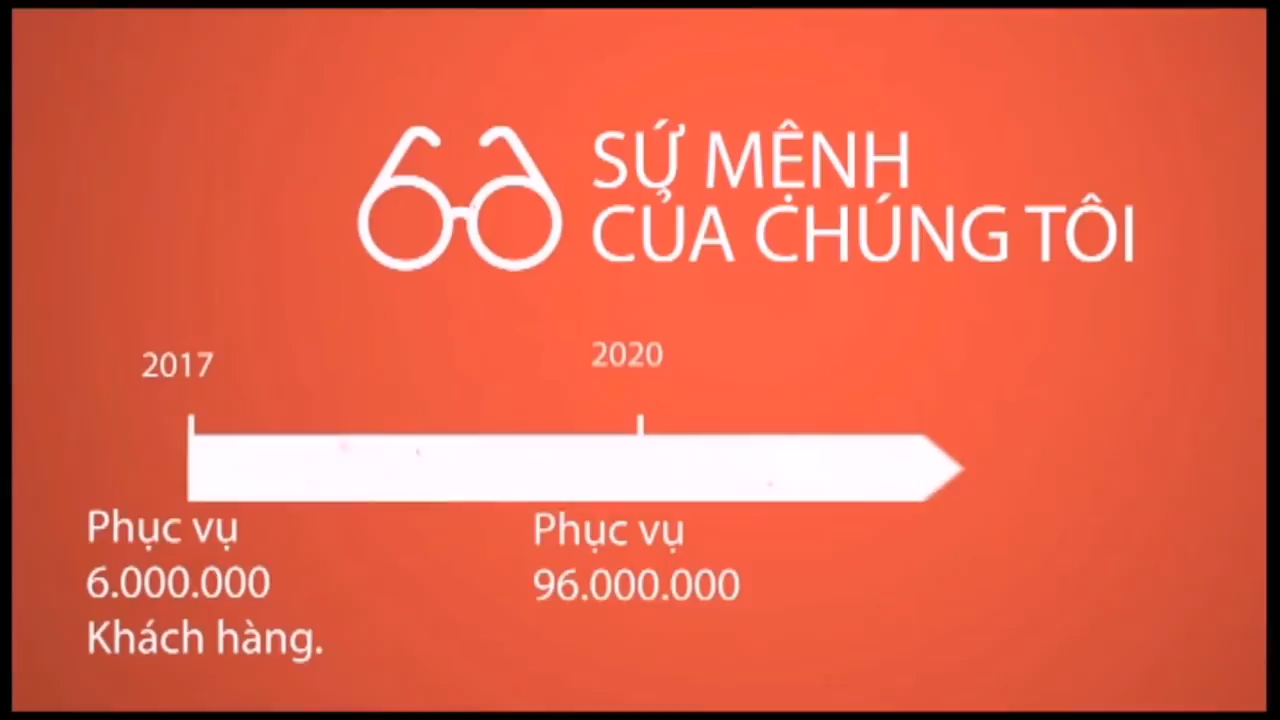 SỨ MỆNH
CỦA CHÚNG TÔI
2017
2020
Phục vụ
6.000.000
Khách hàng.
Phục vụ
96.000.000